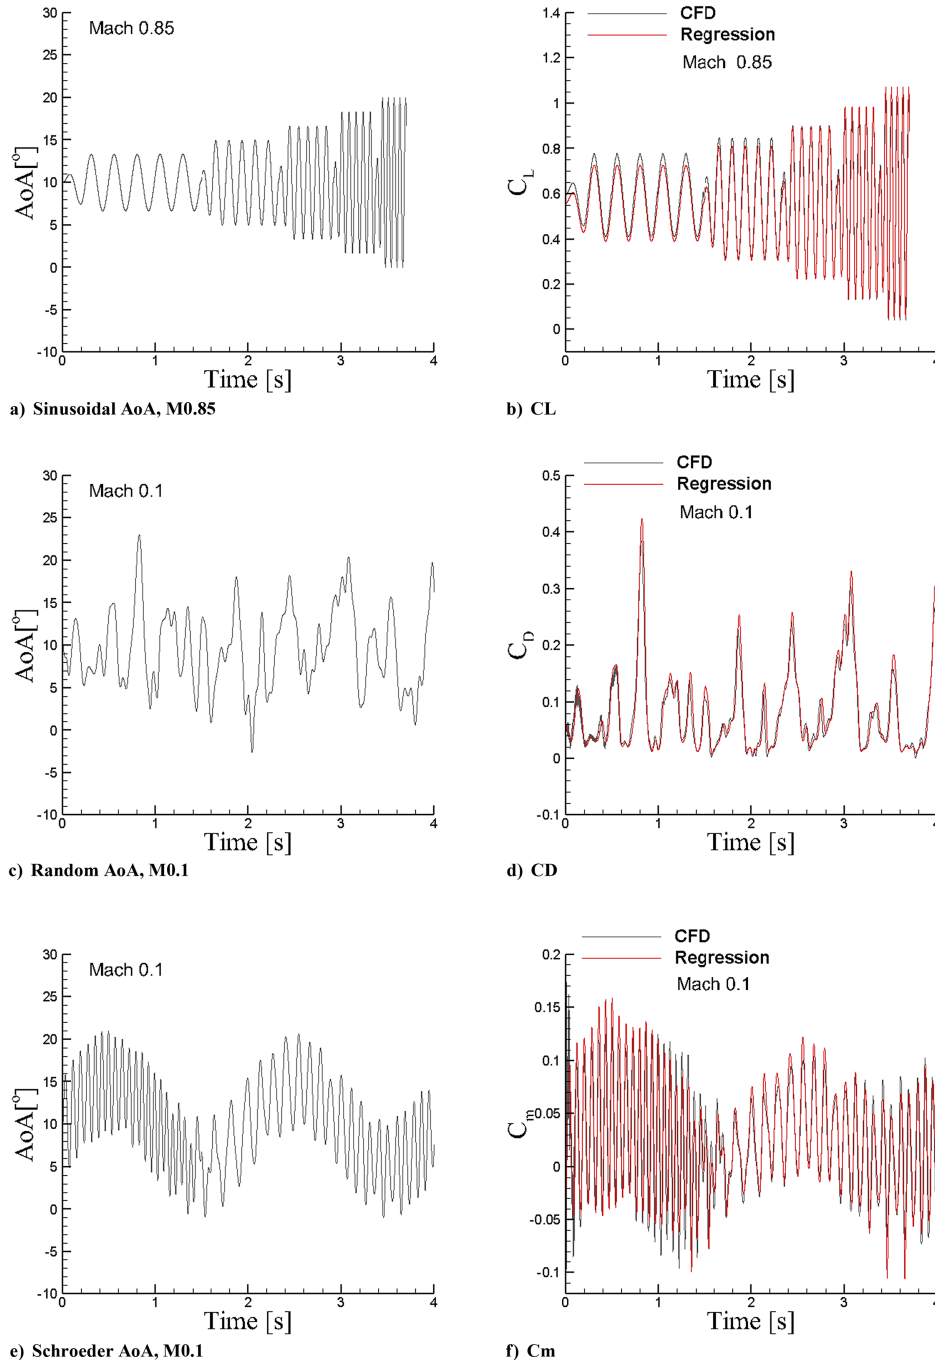 30
25
20
15
10
5
0
-5
-10
AoA[°]
Mach 0.85
0 1 2 3 4
Time [s]
a) Sinusoidal AoA, M0.85
1.4
1.2
1
0.8
0.6
0.4
0.2
0
CL
CFD
Regression
Mach 0.85
0 1 2 3 4
Time [s]
b) CL
30
25
20
15
10
5
0
-5
-10
AoA[°]
Mach 0.1
0 1 2 3 4
Time [s]
c) Random AoA, M0.1
0.5
0.4
0.3
0.2
0.1
0
-0.1
CD
CFD
Regression
Mach 0.1
0 1 2 3 4
Time [s]
d) CD
30
25
20
15
10
5
0
-5
-10
AoA[°]
Mach 0.1
0 1 2 3 4
Time [s]
e) Schroeder AoA, M0.1
0.2
0.15
0.1
0.05
0
-0.05
-0.1
Cm
CFD
Regression
Mach 0.1
0 1 2 3 4
Time [s]
f) Cm